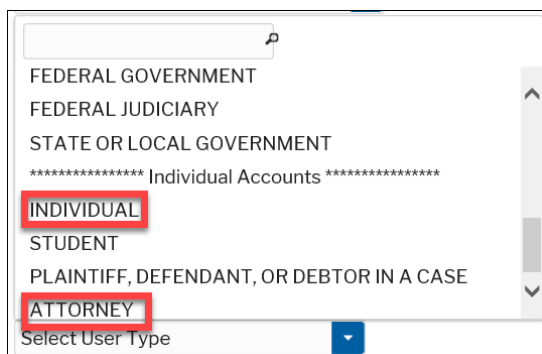 FEDERAL GOVERNMENT
FEDERAL JUDICIARY
STATE OR LOCAL GOVERNMENT
**************** Individual Accounts ****************
INDIVIDUAL
STUDENT
PLAINTIFF, DEFENDANT, OR DEBTOR IN A CASE
ATTORNEY
Select User Type